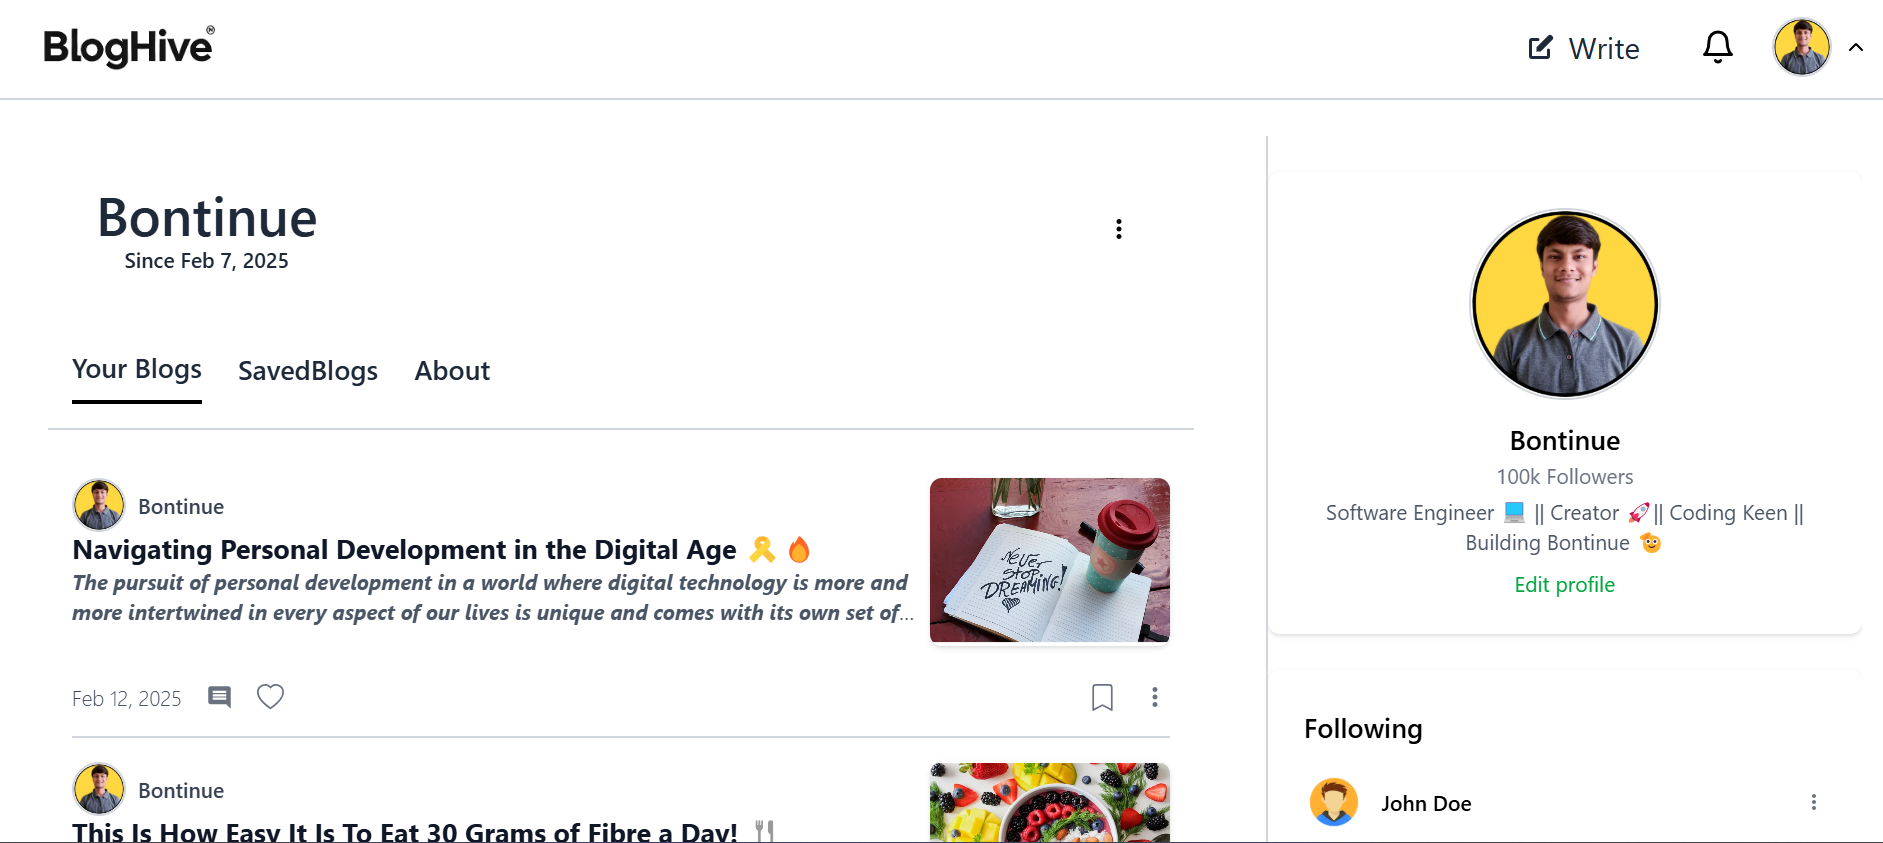 BlogHive®
Write
Bontinue
Since Feb 7, 2025
Your Blogs SavedBlogs About
Bontinue
Navigating Personal Development in the Digital Age 🎗️ 🔥
The pursuit of personal development in a world where digital technology is more and
more intertwined in every aspect of our lives is unique and comes with its own set of...
NEVER
STOP
DREAMING!
Feb 12, 2025
Bontinue
This Is How Easy It Is To Eat 30 Grams of Fibre a Day! 🍴
Bontinue
100k Followers
Software Engineer 💻 || Creator 🚀|| Coding Keen ||
Building Bontinue 🫡
Edit profile
Following
John Doe